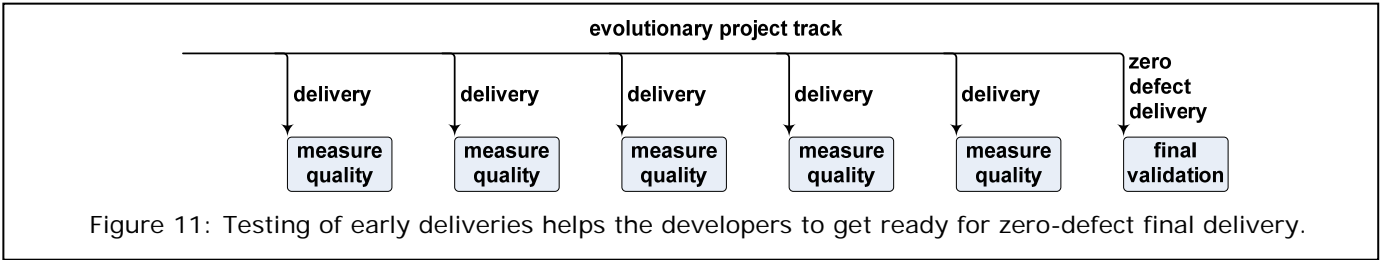 evolutionary project track
delivery
delivery
delivery
delivery
delivery
zero
defect
delivery
measure
quality
measure
quality
measure
quality
measure
quality
measure
quality
final
validation
Figure 11: Testing of early deliveries helps the developers to get ready for zero-defect final delivery.